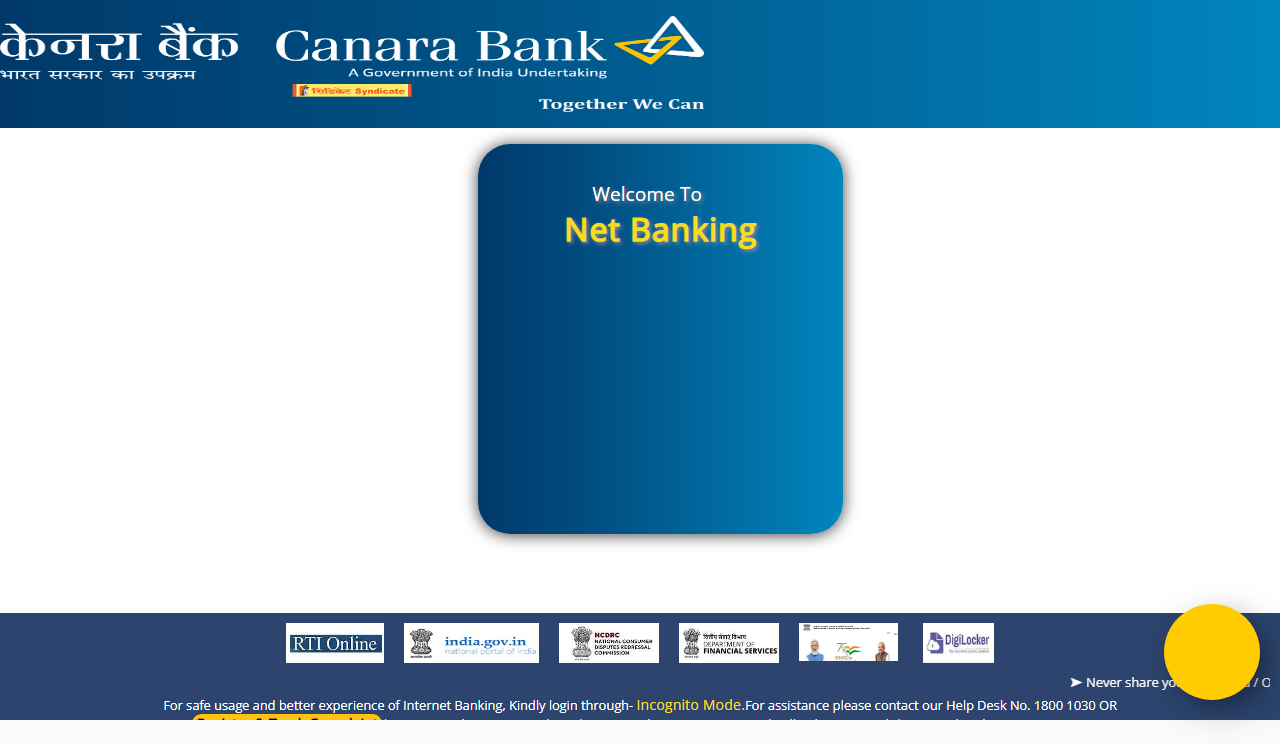 केनरा बैंक Canara Bank
भारत सरकार का उपक्रम A Government of India Undertaking
सिंडिकेट Syndicate
Together We Can
Welcome To
Net Banking
RTI Online
india.gov.in
national portal of india
NCDRC
NATIONAL CONSUMER
DISPUTES REDRESSAL
COMMISSION
वित्तीय सेवाएं विभाग
DEPARTMENT OF
FINANCIAL SERVICES
DigiLocker
➤ Never share
For safe usage and better experience of Internet Banking, Kindly login through- Incognito Mode.For assistance please contact our Help Desk No. 1800 1030 OR